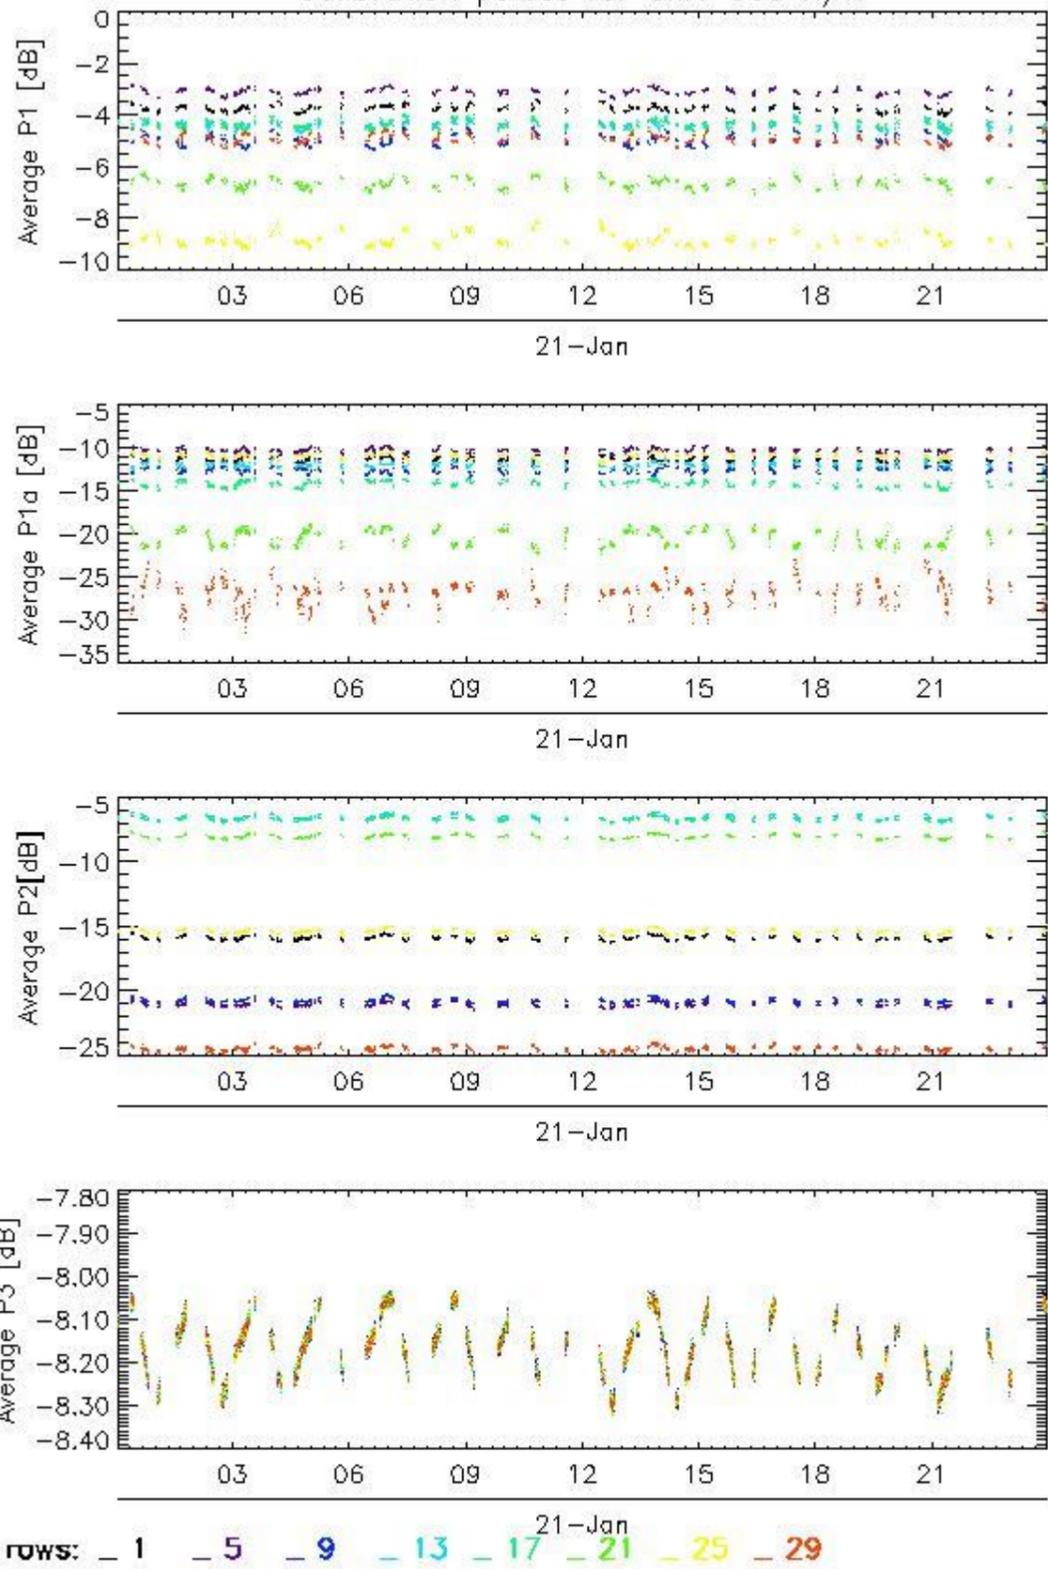 Average P1 [dB]
0
−2
−4
−6
−8
−10
03 06 09 12 15 18 21
21−Jan
Average P1a [dB]
−5
−10
−15
−20
−25
−30
−35
03 06 09 12 15 18 21
21−Jan
Average P2[dB]
−5
−10
−15
−20
−25
03 06 09 12 15 18 21
21−Jan
Average P3 [dB]
−7.80
−7.90
−8.00
−8.10
−8.20
−8.30
−8.40
03 06 09 12 15 18 21
21−Jan
rows: _ 1 _ 5 _ 9 _ 13 _ 17 _ 21 _ 25 _ 29